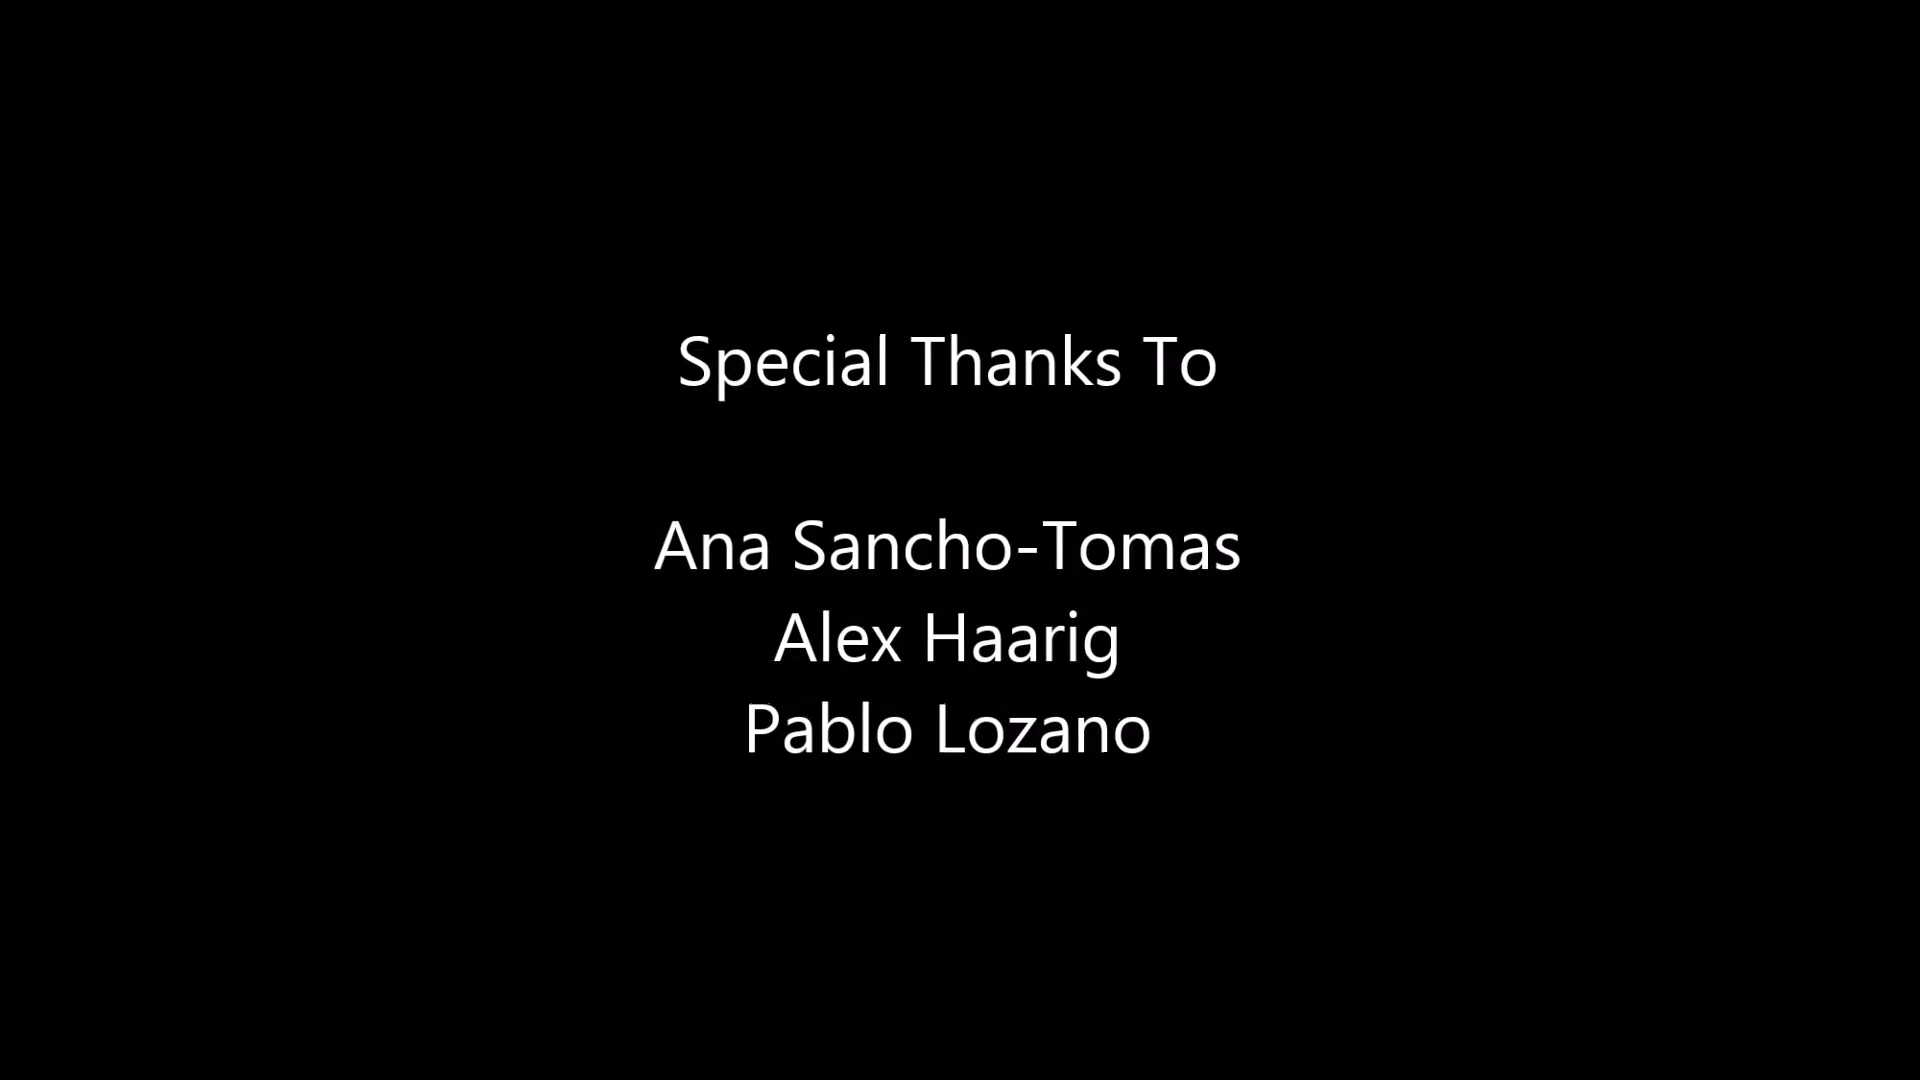 Special Thanks To
Ana Sancho-Tomas
Alex Haarig
Pablo Lozano